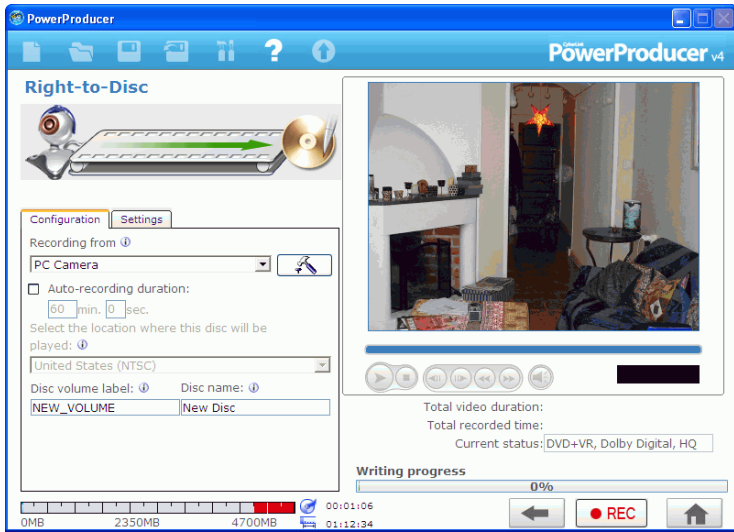 PowerProducer
CyberLink
PowerProducer v4
Right-to-Disc
Configuration Settings
Recording from
PC Camera
Auto-recording duration:
60 min. 0 sec.
Select the location where this disc will be
played:
United States (NTSC)
Disc volume label: Disc name:
NEW_VOLUME New Disc
0MB 2350MB 4700MB
00:01:06
01:12:34
Total video duration:
Total recorded time:
Current status: DVD+VR, Dolby Digital, HQ
Writing progress
0%
REC